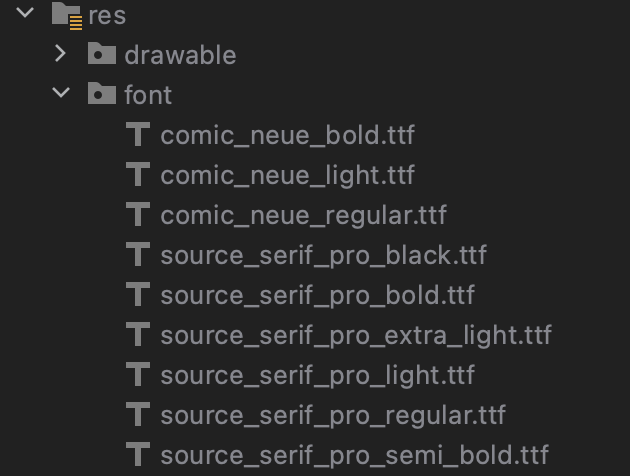 res
drawable
font
comic_neue_bold.ttf
comic_neue_light.ttf
comic_neue_regular.ttf
source_serif_pro_black.ttf
source_serif_pro_bold.ttf
source_serif_pro_extra_light.ttf
source_serif_pro_light.ttf
source_serif_pro_regular.ttf
source_serif_pro_semi_bold.ttf